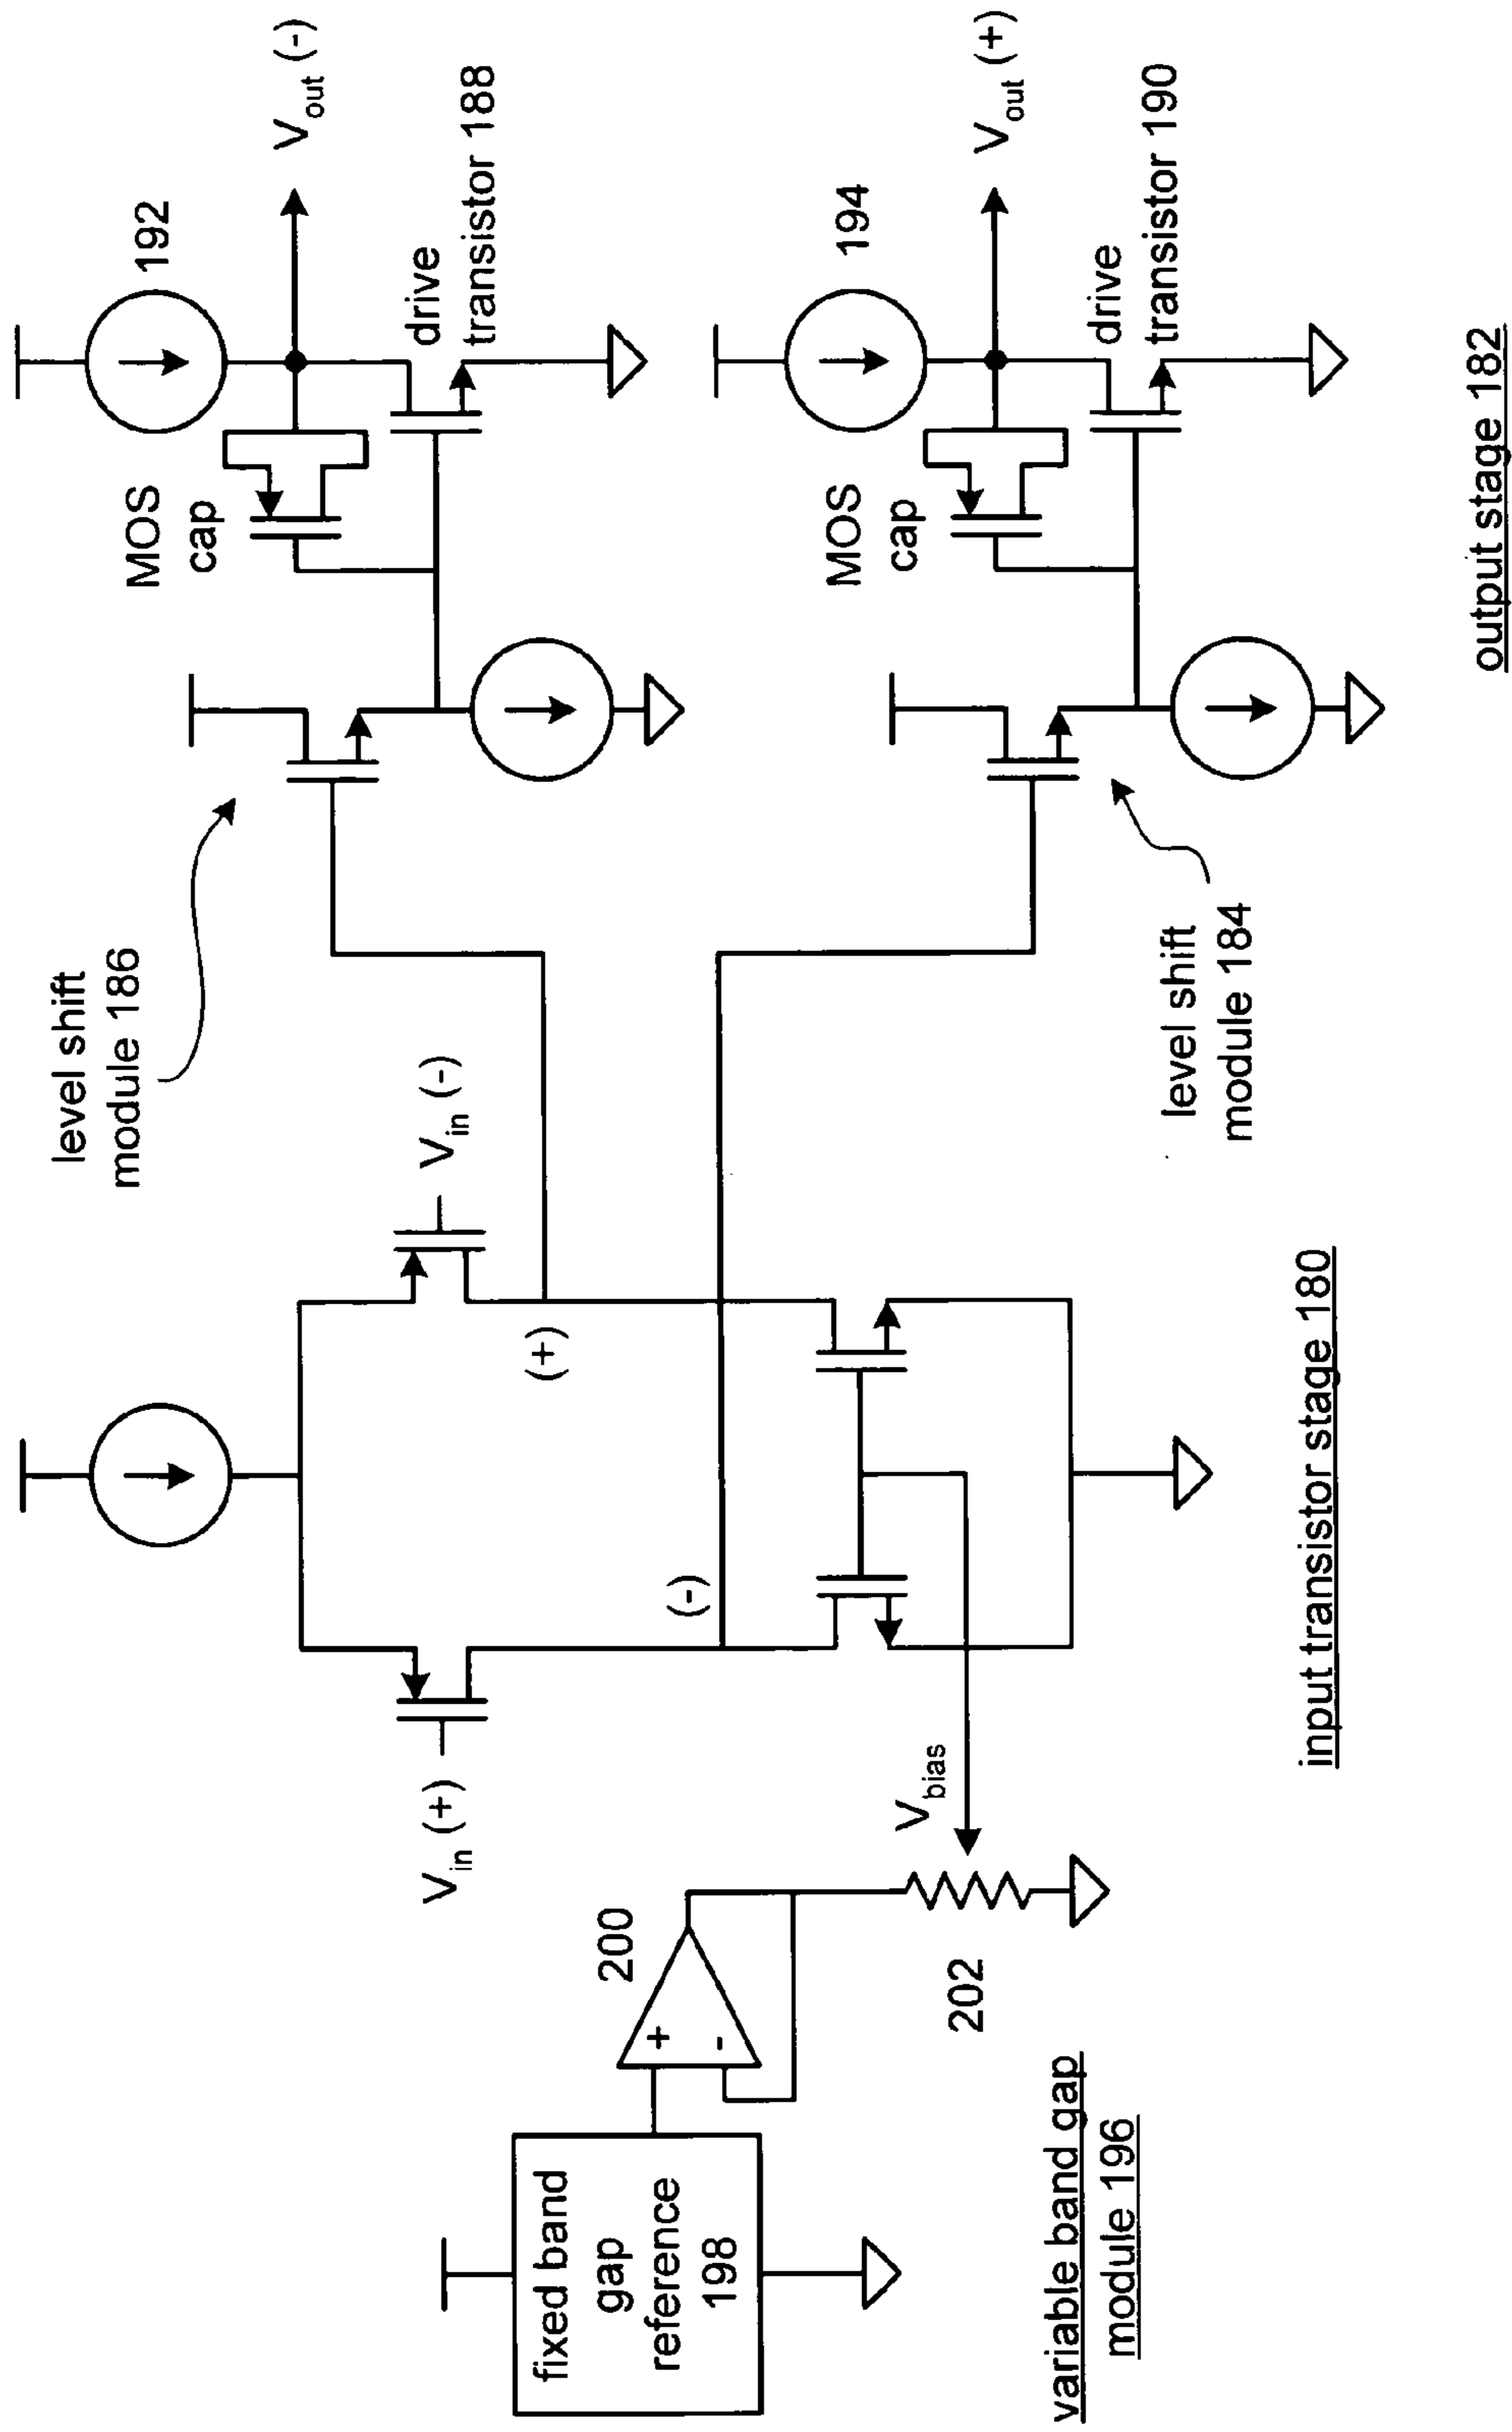 level shift
module 186
MOS
cap
192
V_out (-)
drive
transistor 188
V_in (+)
V_in (-)
(+)
(-)
fixed band
gap
reference
198
200
+
-
V_bias
202
variable band gap
module 196
input transistor stage 180
level shift
module 184
MOS
cap
194
V_out (+)
drive
transistor 190
output stage 182